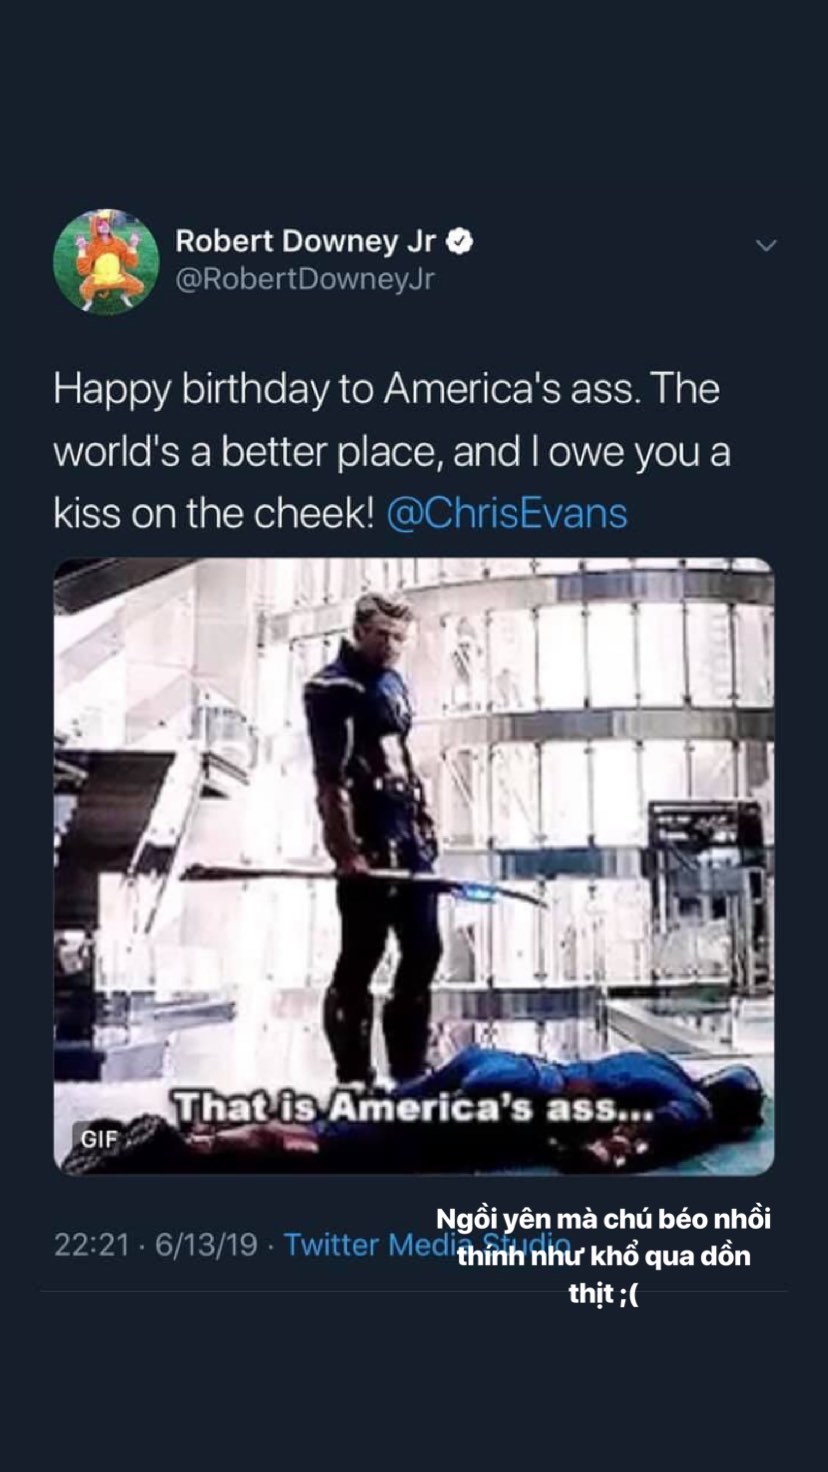 Robert Downey Jr
@RobertDowneyJr
Happy birthday to America's ass. The
world's a better place, and I owe you a
kiss on the cheek! @ChrisEvans
That is America's ass...
GIF
22:21 · 6/13/19 · Twitter Media Studio
Ngồi yên mà chú béo nhồi
thính như khổ qua dồn
thịt ;(